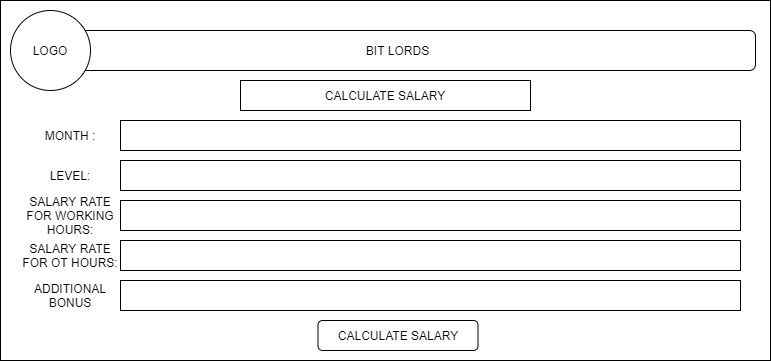 LOGO
BIT LORDS
CALCULATE SALARY
MONTH :
LEVEL:
SALARY RATE
FOR WORKING
HOURS:
SALARY RATE
FOR OT HOURS:
ADDITIONAL
BONUS
CALCULATE SALARY